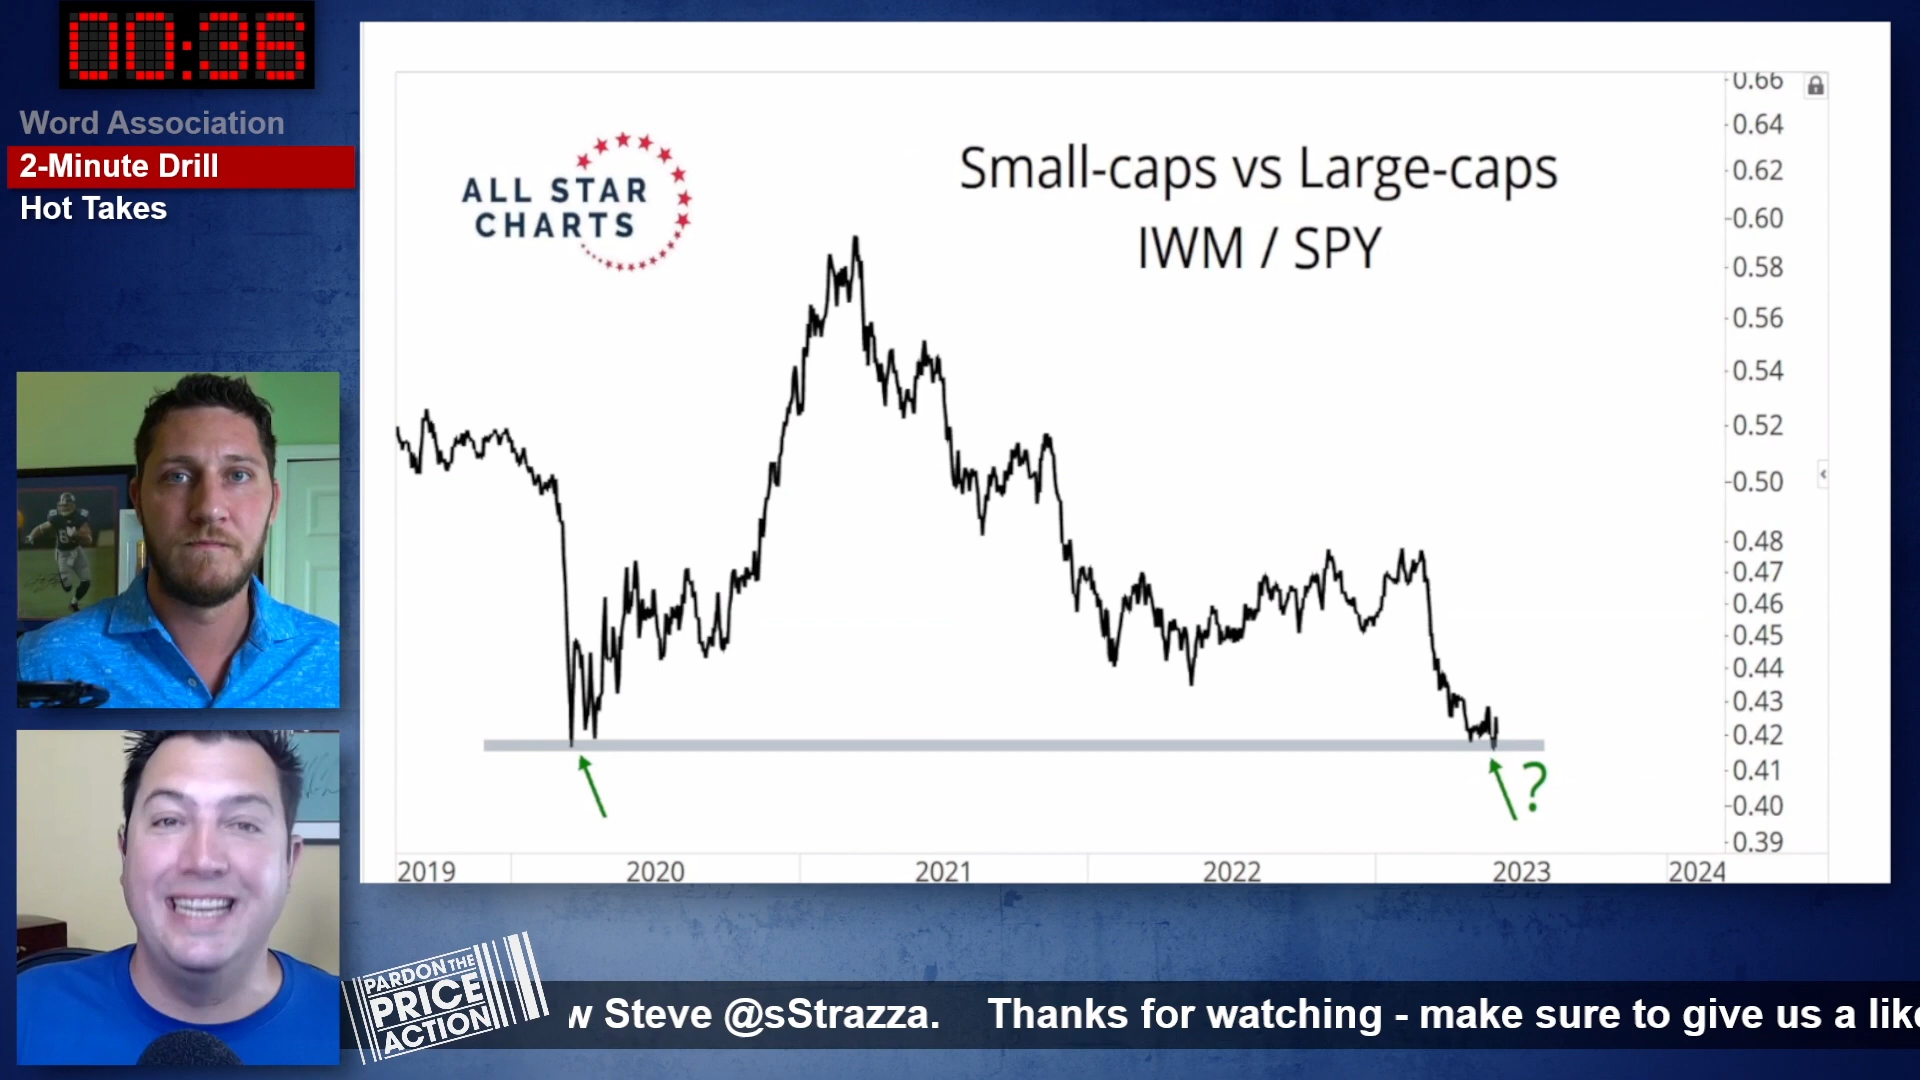 00:36
Word Association
2-Minute Drill
Hot Takes
ALL STAR
CHARTS
Small-caps vs Large-caps
IWM / SPY
0.66
0.64
0.62
0.60
0.58
0.56
0.54
0.52
0.50
0.48
0.47
0.46
0.45
0.44
0.43
0.42
0.41
0.40
0.39
?
2019 2020 2021 2022 2023 2024
PARDON THE
PRICE
ACTION
w Steve @sStrazza. Thanks for watching - make sure to give us a like